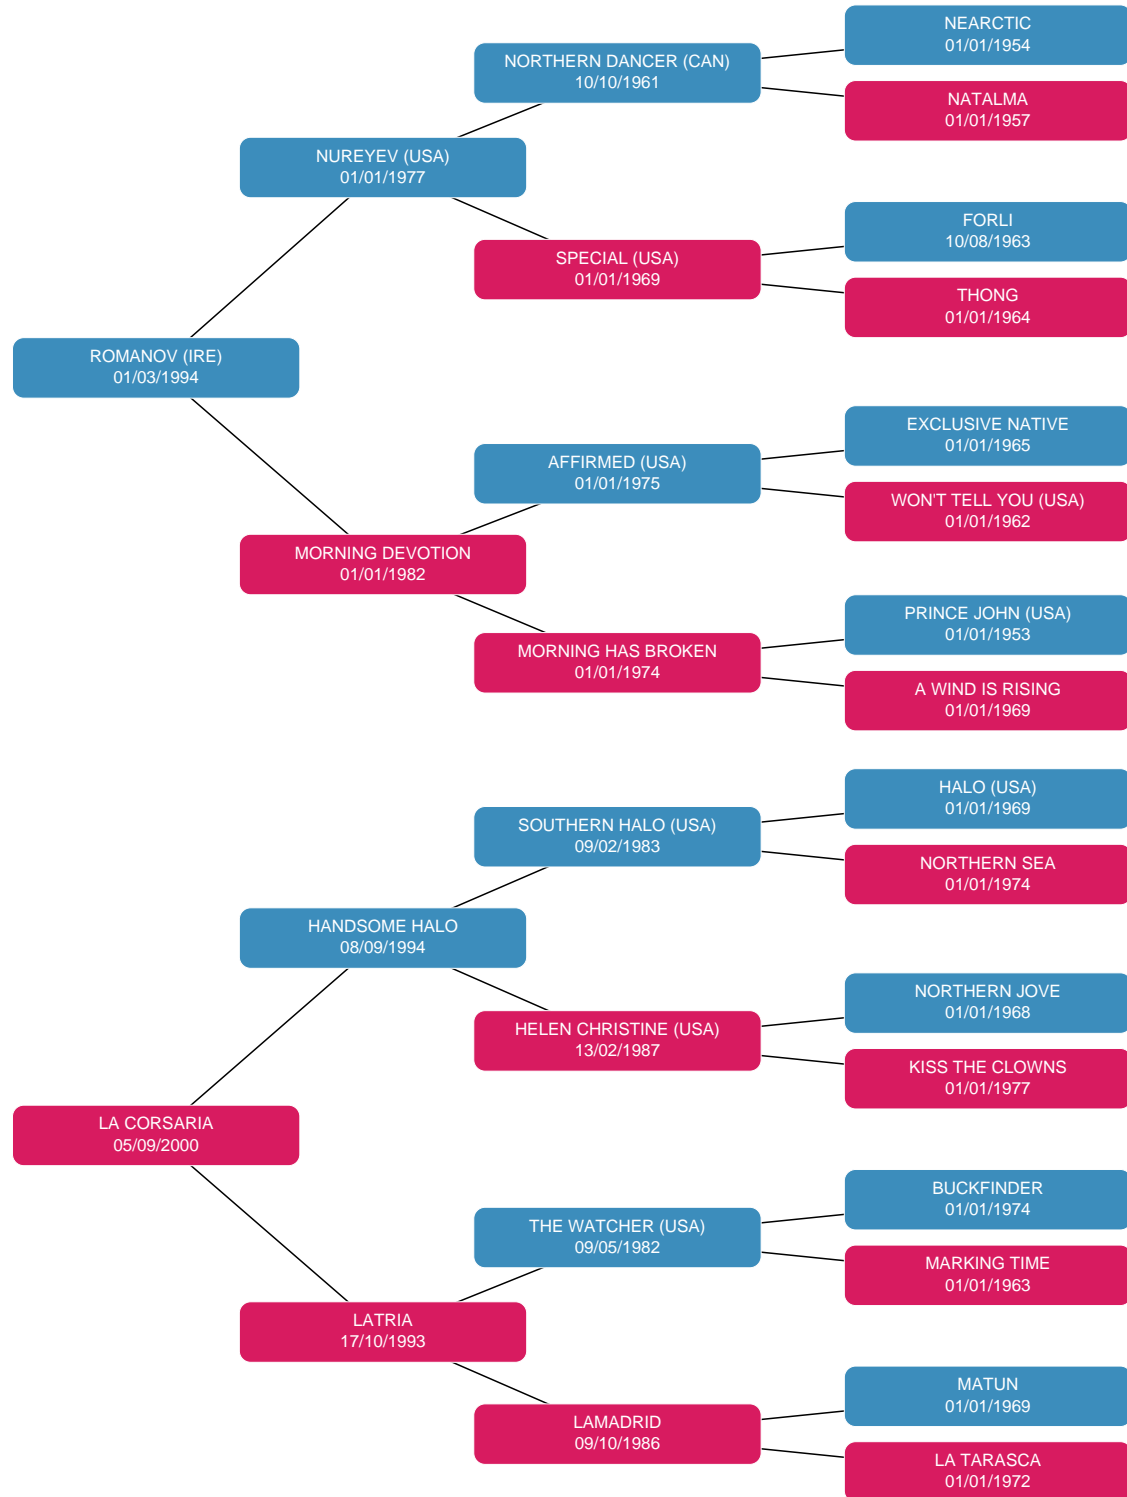 NEARCTIC
01/01/1954
NORTHERN DANCER (CAN)
10/10/1961
NATALMA
01/01/1957
NUREYEV (USA)
01/01/1977
FORLI
10/08/1963
SPECIAL (USA)
01/01/1969
THONG
01/01/1964
ROMANOV (IRE)
01/03/1994
EXCLUSIVE NATIVE
01/01/1965
AFFIRMED (USA)
01/01/1975
WON'T TELL YOU (USA)
01/01/1962
MORNING DEVOTION
01/01/1982
PRINCE JOHN (USA)
01/01/1953
MORNING HAS BROKEN
01/01/1974
A WIND IS RISING
01/01/1969
HALO (USA)
01/01/1969
SOUTHERN HALO (USA)
09/02/1983
NORTHERN SEA
01/01/1974
HANDSOME HALO
08/09/1994
NORTHERN JOVE
01/01/1968
HELEN CHRISTINE (USA)
13/02/1987
KISS THE CLOWNS
01/01/1977
LA CORSARIA
05/09/2000
BUCKFINDER
01/01/1974
THE WATCHER (USA)
09/05/1982
MARKING TIME
01/01/1963
LATRIA
17/10/1993
MATUN
01/01/1969
LAMADRID
09/10/1986
LA TARASCA
01/01/1972